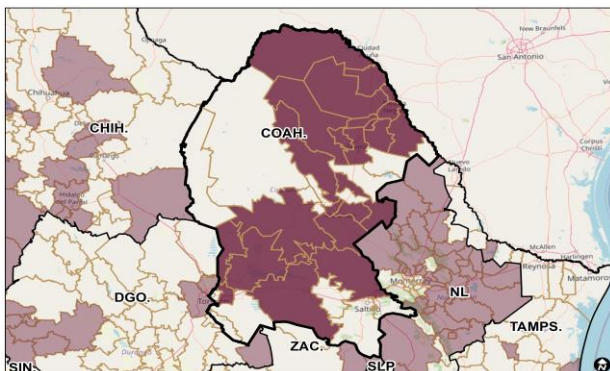 New Braunfels
San Antonio
Ciudad
Chihuahua
CHIH.
COAH.
Nuevo
Laredo
Corpus
Christi
Hidalgo
del Parral
McAllen
Harlingen
Reynosa
Matamoros
Monterrey
NL
DGO.
Saltillo
TAMPS.
Durango
ZAC.
SIN.
SLP